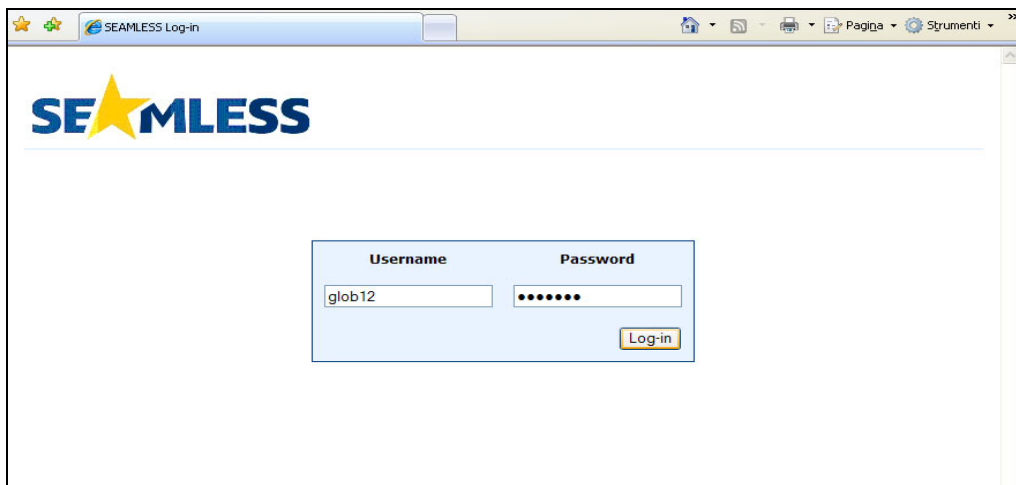 SEAMLESS Log-in Pagina Strumenti »
SEAMLESS
Username Password
glob12 •••••••
Log-in